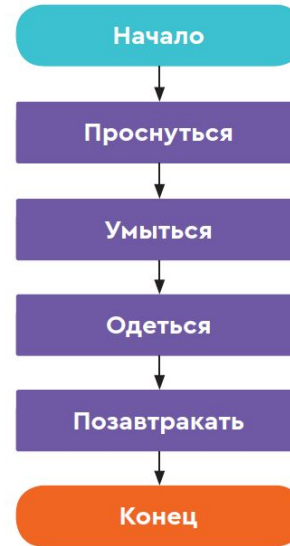 Начало
Проснуться
Умыться
Одеться
Позавтракать
Конец